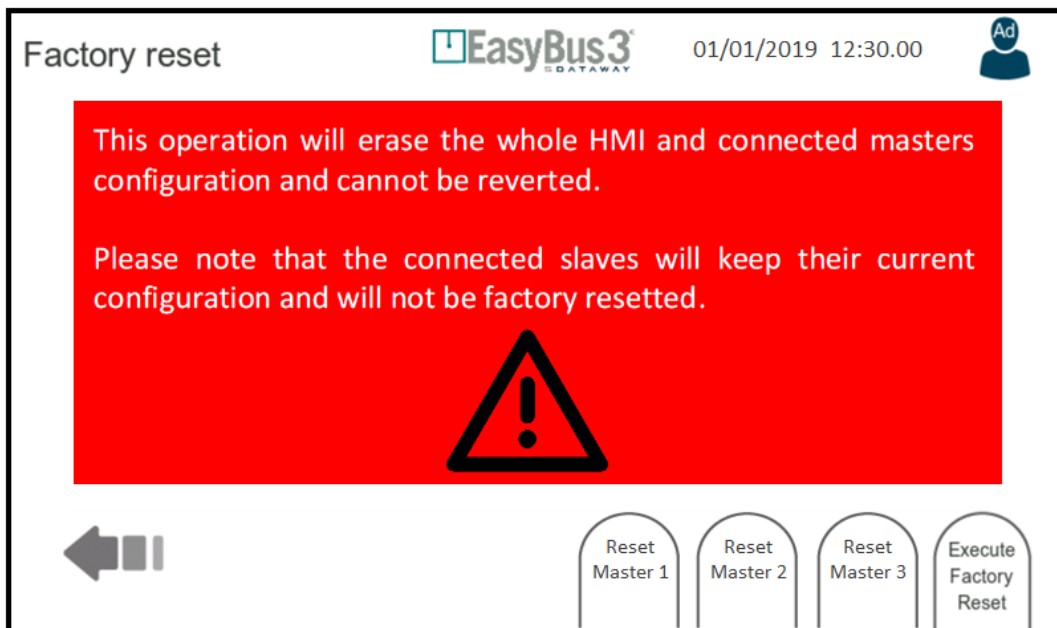 Factory reset
EasyBus3
SDATAWAY
01/01/2019 12:30.00
Ad
This operation will erase the whole HMI and connected masters
configuration and cannot be reverted.
Please note that the connected slaves will keep their current
configuration and will not be factory resetted.
Reset
Master 1
Reset
Master 2
Reset
Master 3
Execute
Factory
Reset